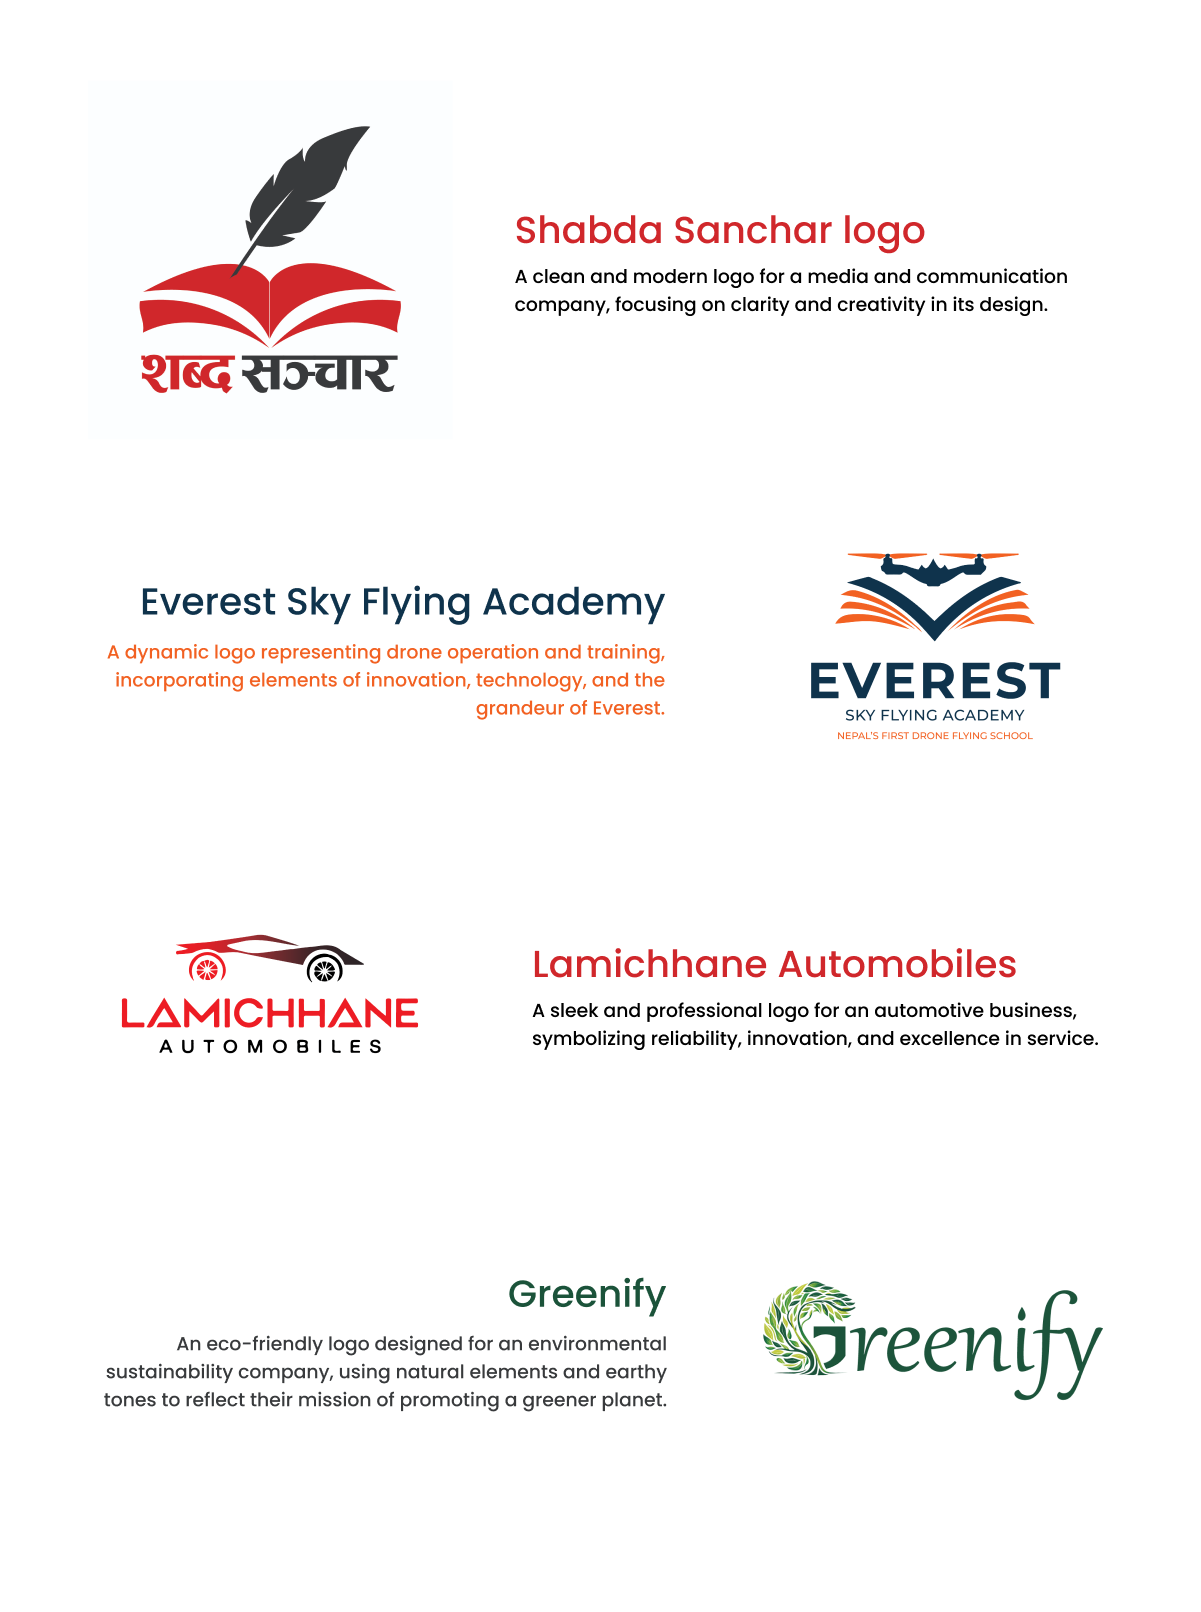 शब्द सञ्चार
Shabda Sanchar logo
A clean and modern logo for a media and communication
company, focusing on clarity and creativity in its design.
Everest Sky Flying Academy
A dynamic logo representing drone operation and training,
incorporating elements of innovation, technology, and the
grandeur of Everest.
EVEREST
SKY FLYING ACADEMY
NEPAL'S FIRST DRONE FLYING SCHOOL
LAMICHHANE
AUTOMOBILES
Lamichhane Automobiles
A sleek and professional logo for an automotive business,
symbolizing reliability, innovation, and excellence in service.
Greenify
An eco-friendly logo designed for an environmental
sustainability company, using natural elements and earthy
tones to reflect their mission of promoting a greener planet.
Greenify